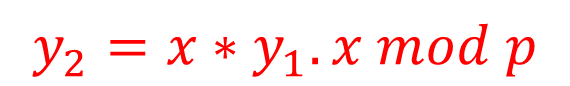 y₂ = x * y₁. x mod p